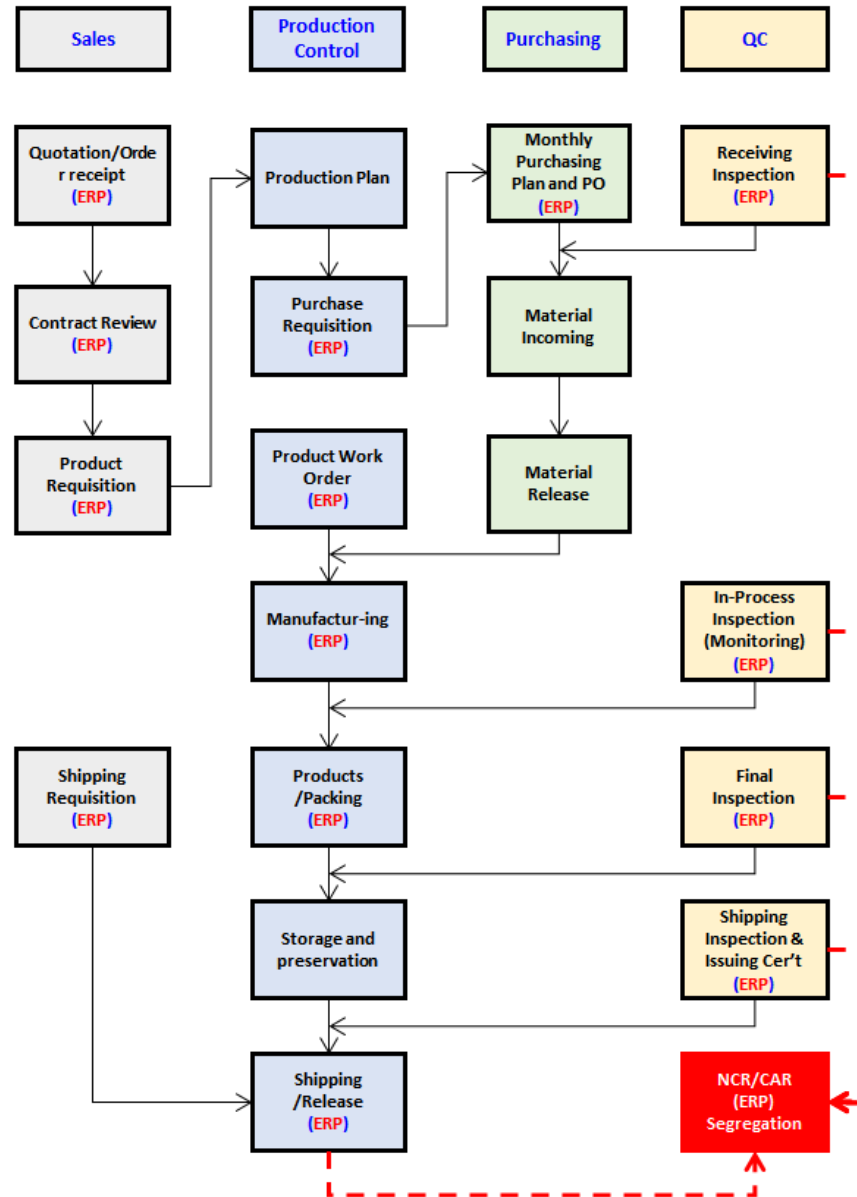 Sales
Production
Control
Purchasing
QC
Quotation/Orde
r receipt
(ERP)
Production Plan
Monthly
Purchasing
Plan and PO
(ERP)
Receiving
Inspection
(ERP)
Contract Review
(ERP)
Purchase
Requisition
(ERP)
Material
Incoming
Product
Requisition
(ERP)
Product Work
Order
(ERP)
Material
Release
Manufactur-ing
(ERP)
In-Process
Inspection
(Monitoring)
(ERP)
Shipping
Requisition
(ERP)
Products
/Packing
(ERP)
Final
Inspection
(ERP)
Storage and
preservation
Shipping
Inspection &
Issuing Cer’t
(ERP)
Shipping
/Release
(ERP)
NCR/CAR
(ERP)
Segregation